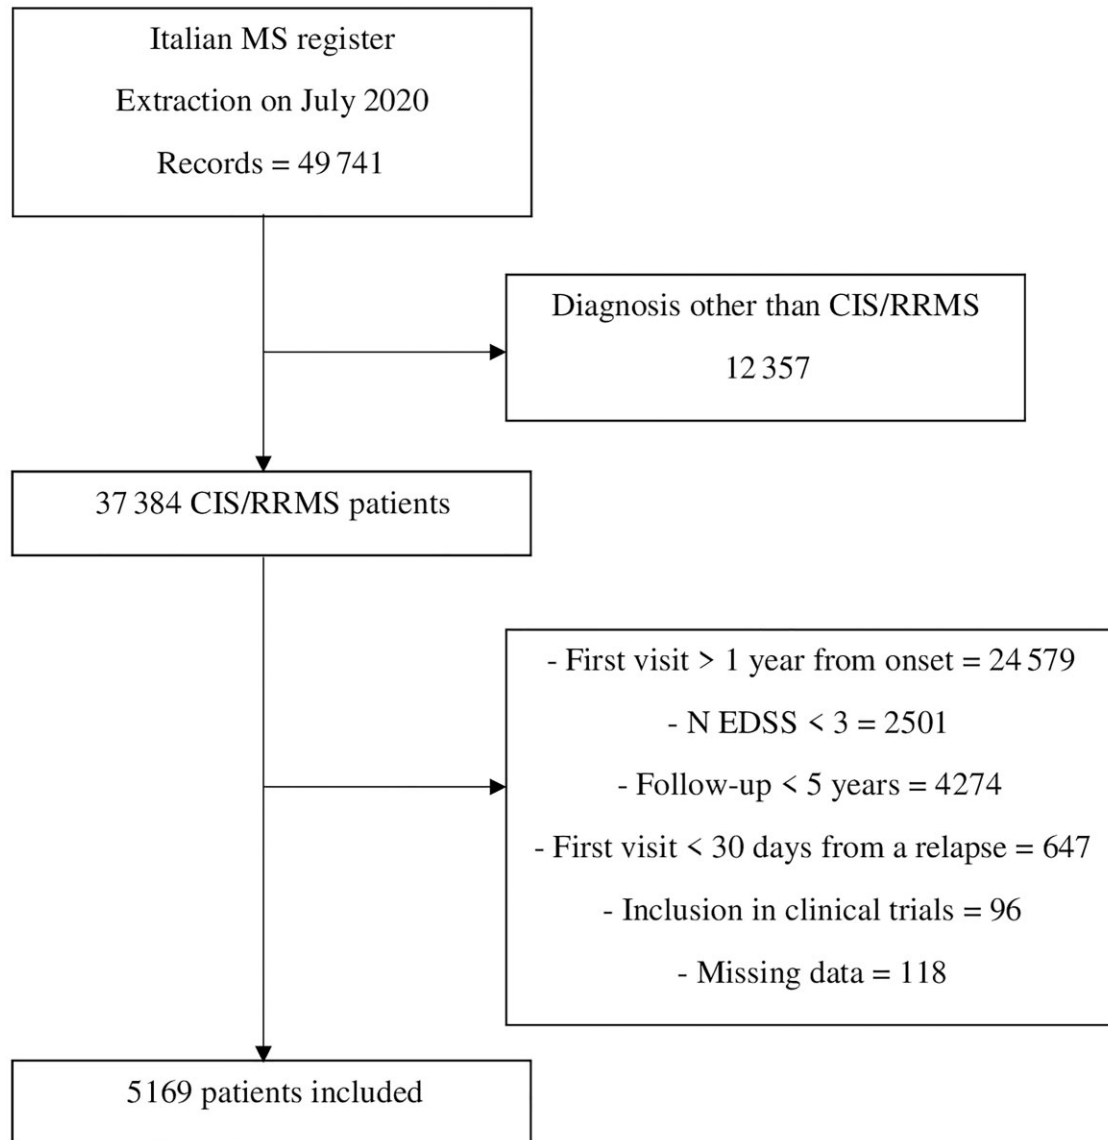 Italian MS register
Extraction on July 2020
Records = 49 741
Diagnosis other than CIS/RRMS
12 357
37 384 CIS/RRMS patients
- First visit > 1 year from onset = 24 579
- N EDSS < 3 = 2501
- Follow-up < 5 years = 4274
- First visit < 30 days from a relapse = 647
- Inclusion in clinical trials = 96
- Missing data = 118
5169 patients included